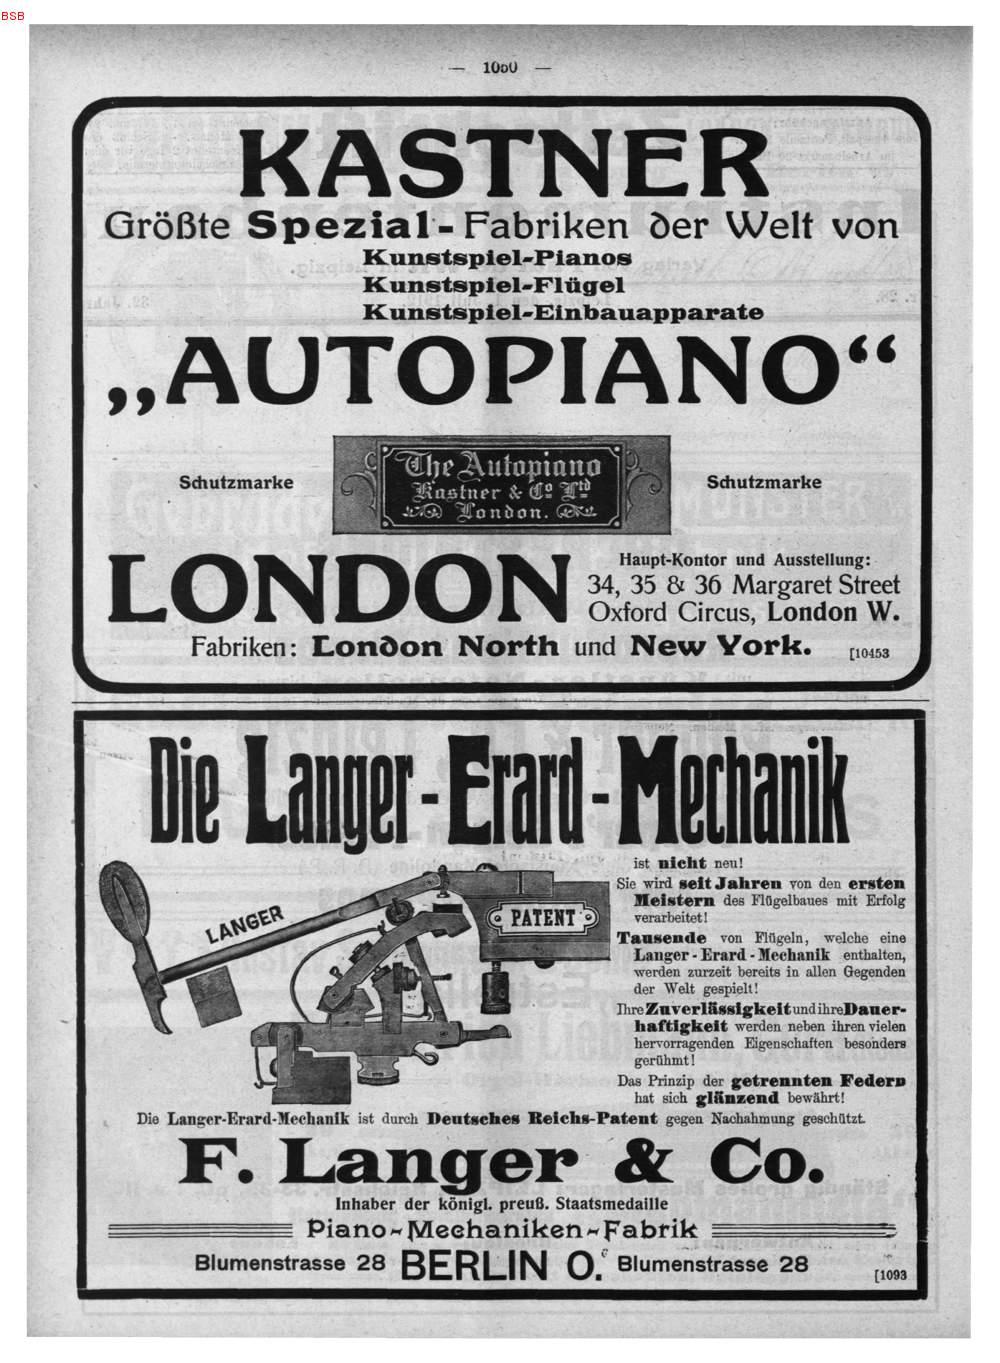 BSB
— 1050 —
KASTNER
Größte Spezial-Fabriken der Welt von
Kunstspiel-Pianos
Kunstspiel-Flügel
Kunstspiel-Einbauapparate
„AUTOPIANO“
Schutzmarke
The Autopiano
Kastner & Co Ltd
London.
Schutzmarke
LONDON
Haupt-Kontor und Ausstellung:
34, 35 & 36 Margaret Street
Oxford Circus, London W.
Fabriken: London North und New York.
[10453
Die Langer-Erard-Mechanik
LANGER
PATENT
ist nicht neu!
Sie wird seit Jahren von den ersten
Meistern des Flügelbaues mit Erfolg
verarbeitet!
Tausende von Flügeln, welche eine
Langer-Erard-Mechanik enthalten,
werden zurzeit bereits in allen Gegenden
der Welt gespielt!
Ihre Zuverlässigkeit und ihre Dauer-
haftigkeit werden neben ihren vielen
hervorragenden Eigenschaften besonders
gerühmt!
Das Prinzip der getrennten Federn
hat sich glänzend bewährt!
Die Langer-Erard-Mechanik ist durch Deutsches Reichs-Patent gegen Nachahmung geschützt.
F. Langer & Co.
Inhaber der königl. preuß. Staatsmedaille
Piano-Mechaniken-Fabrik
Blumenstrasse 28 BERLIN O. Blumenstrasse 28
[1093